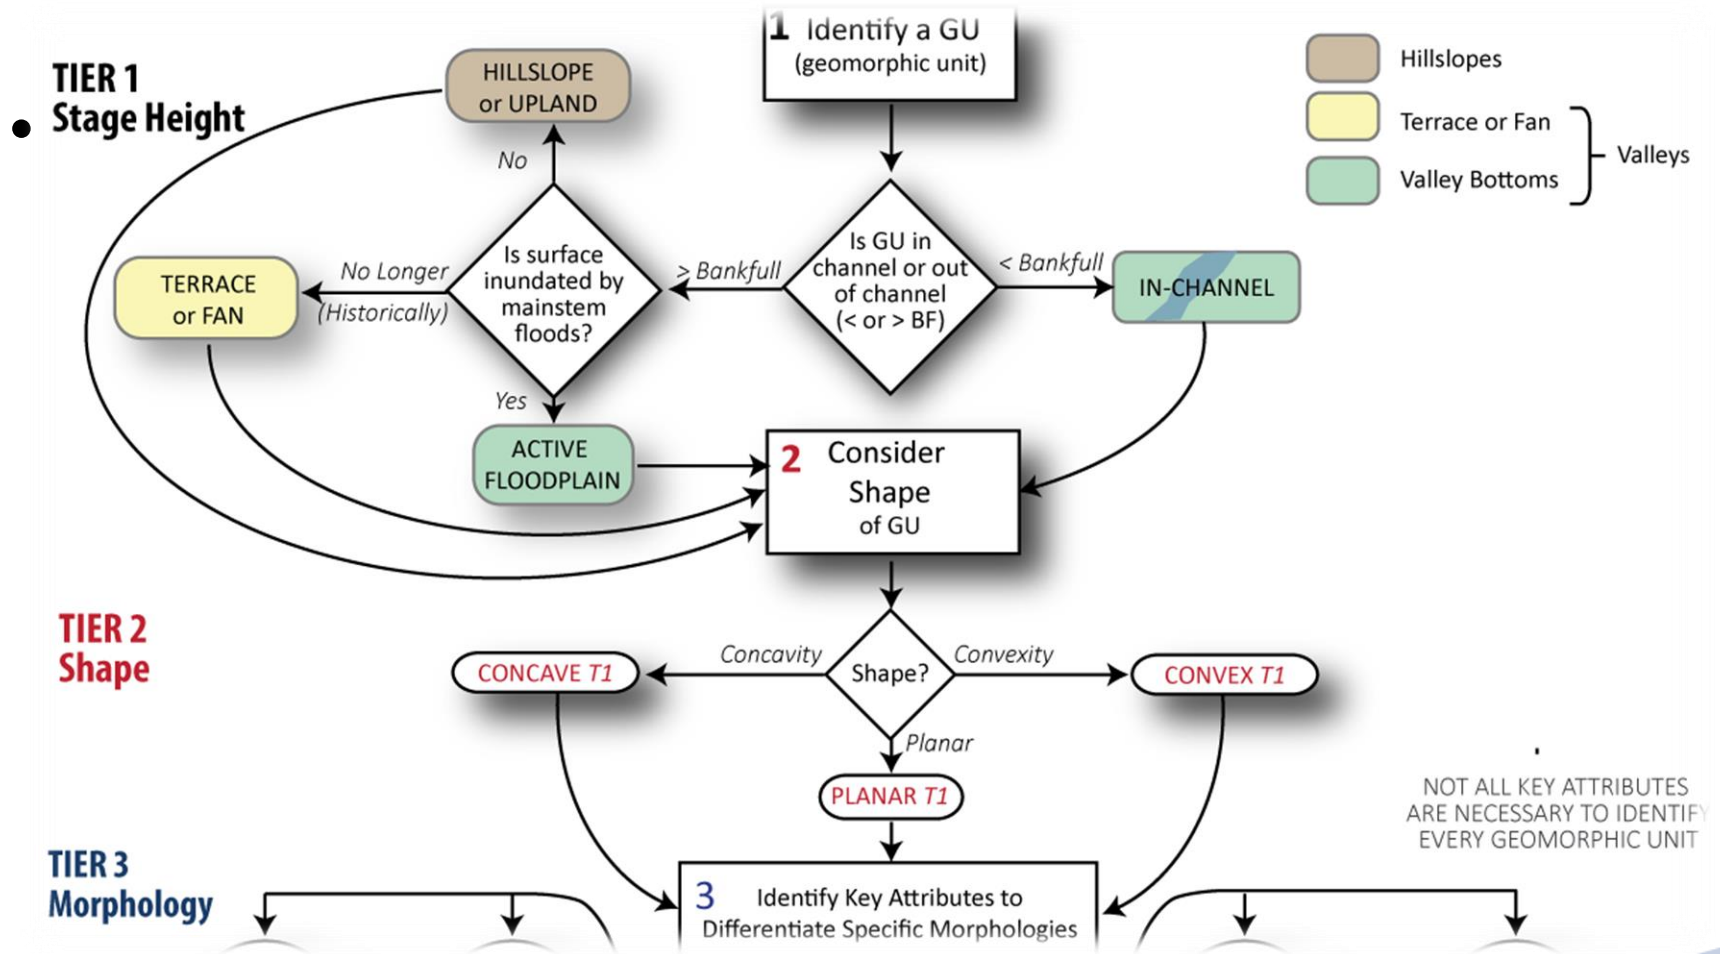 1 Identify a GU
(geomorphic unit)
TIER 1
Stage Height
HILLSLOPE
or UPLAND
Hillslopes
Terrace or Fan
Valley Bottoms
Valleys
No
Is surface
inundated by
mainstem
floods?
> Bankfull
Is GU in
channel or out
of channel
(< or > BF)
< Bankfull
IN-CHANNEL
No Longer
(Historically)
TERRACE
or FAN
Yes
ACTIVE
FLOODPLAIN
2 Consider
Shape
of GU
TIER 2
Shape
Shape?
Concavity
CONCAVE T1
Convexity
CONVEX T1
Planar
PLANAR T1
NOT ALL KEY ATTRIBUTES
ARE NECESSARY TO IDENTIFY
EVERY GEOMORPHIC UNIT
TIER 3
Morphology
3 Identify Key Attributes to
Differentiate Specific Morphologies